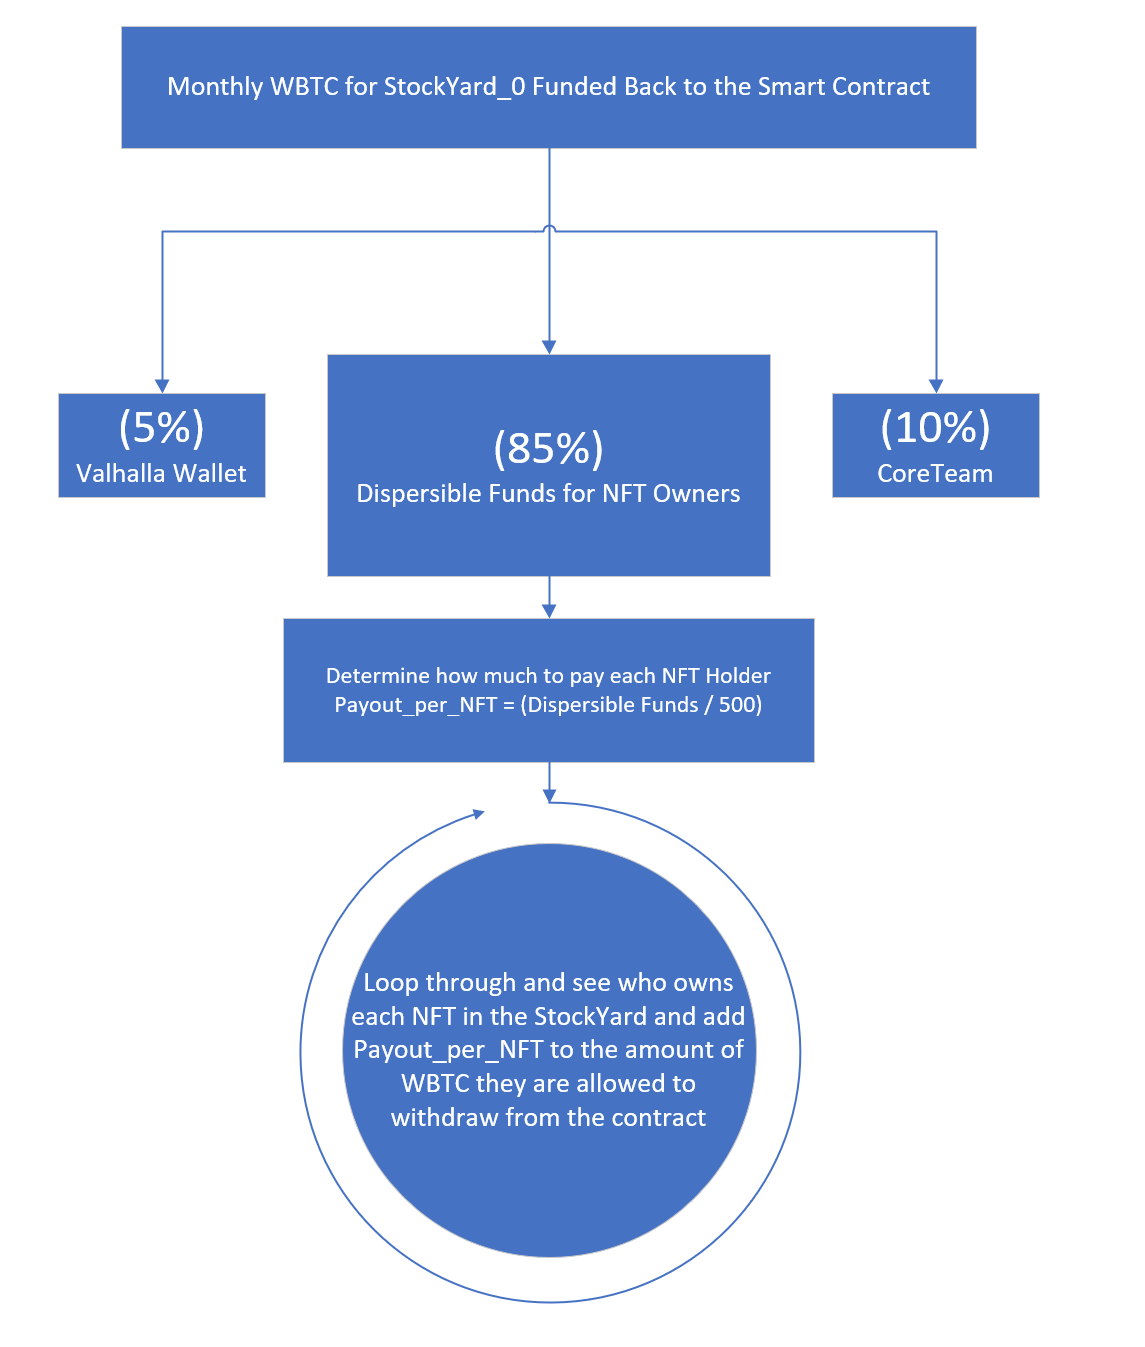 Monthly WBTC for StockYard_0 Funded Back to the Smart Contract
(5%)
Valhalla Wallet
(85%)
Dispersible Funds for NFT Owners
(10%)
CoreTeam
Determine how much to pay each NFT Holder
Payout_per_NFT = (Dispersible Funds / 500)
Loop through and see who owns
each NFT in the StockYard and add
Payout_per_NFT to the amount of
WBTC they are allowed to
withdraw from the contract